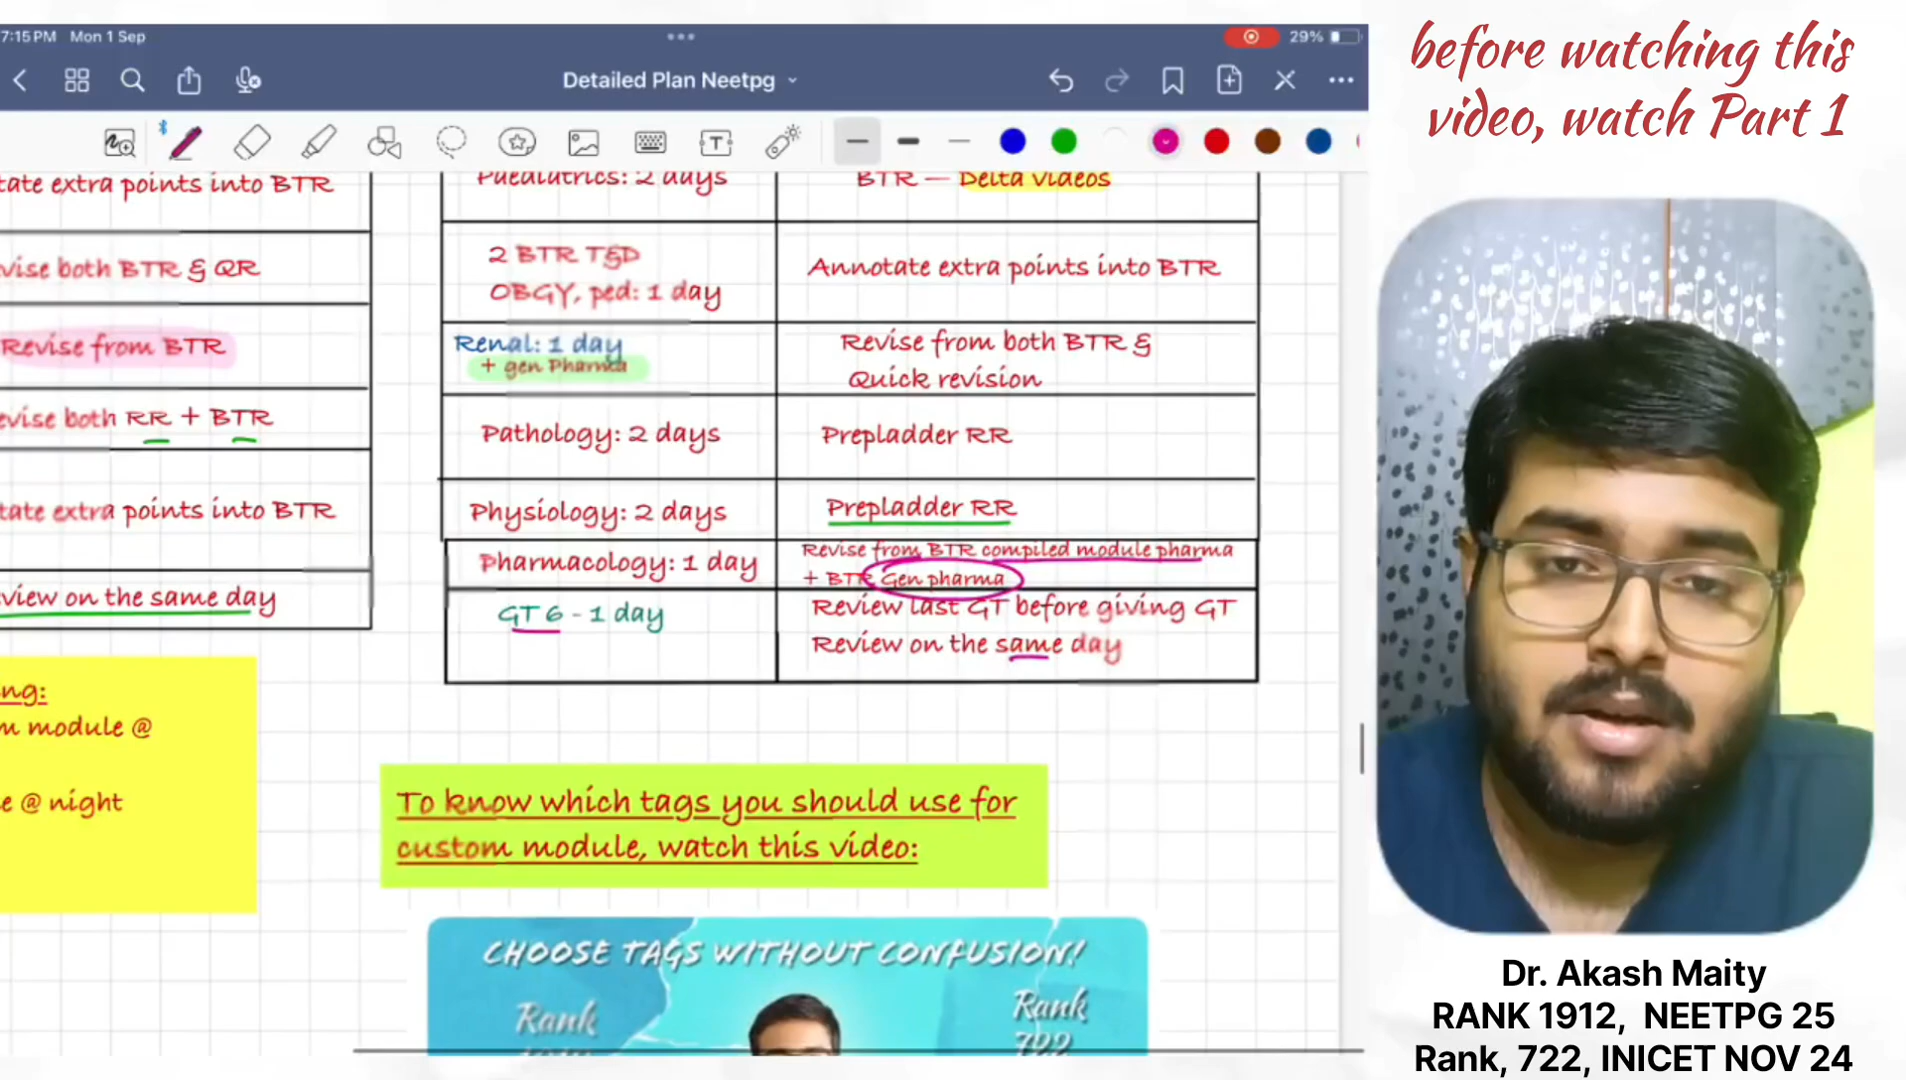 7:15 PM Mon 1 Sep
29%
Detailed Plan Neetpg
before watching this
video, watch Part 1
tate extra points into BTR
vise both BTR & QR
Revise from BTR
evise both RR + BTR
tate extra points into BTR
view on the same day
ng:
m module @
e @ night
Paediatrics: 2 days
BTR — Delta videos
2 BTR T&D
OBGY, ped: 1 day
Annotate extra points into BTR
Renal: 1 day
+ gen Pharma
Revise from both BTR &
Quick revision
Pathology: 2 days
Prepladder RR
Physiology: 2 days
Prepladder RR
Pharmacology: 1 day
Revise from BTR compiled module pharma
+ BTR Gen pharma
GT 6 - 1 day
Review last GT before giving GT
Review on the same day
To know which tags you should use for
custom module, watch this video:
CHOOSE TAGS WITHOUT CONFUSION!
Rank
Rank
722
Dr. Akash Maity
RANK 1912, NEETPG 25
Rank, 722, INICET NOV 24